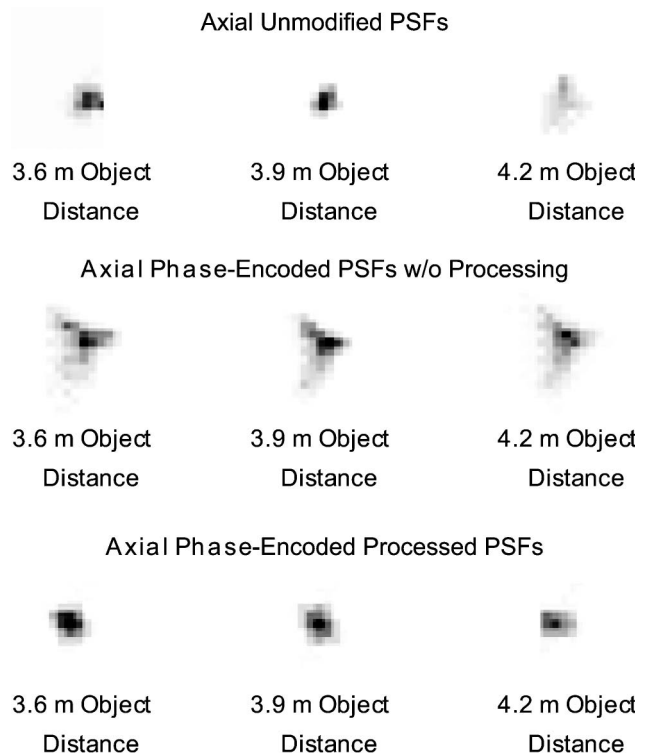 Axial Unmodified PSFs
3.6 m Object 3.9 m Object 4.2 m Object
Distance Distance Distance
Axial Phase-Encoded PSFs w/o Processing
3.6 m Object 3.9 m Object 4.2 m Object
Distance Distance Distance
Axial Phase-Encoded Processed PSFs
3.6 m Object 3.9 m Object 4.2 m Object
Distance Distance Distance